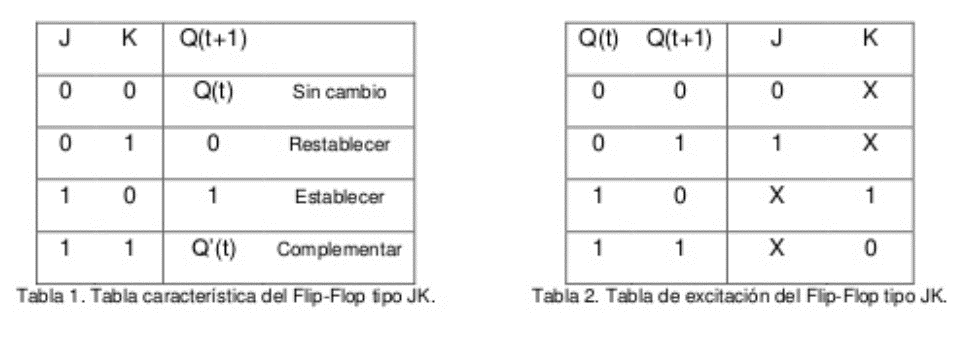 J K Q(t+1)
0 0 Q(t) Sin cambio
0 1 0 Restablecer
1 0 1 Establecer
1 1 Q'(t) Complementar
Tabla 1. Tabla característica del Flip-Flop tipo JK.
Q(t) Q(t+1) J K
0 0 0 X
0 1 1 X
1 0 X 1
1 1 X 0
Tabla 2. Tabla de excitación del Flip-Flop tipo JK.